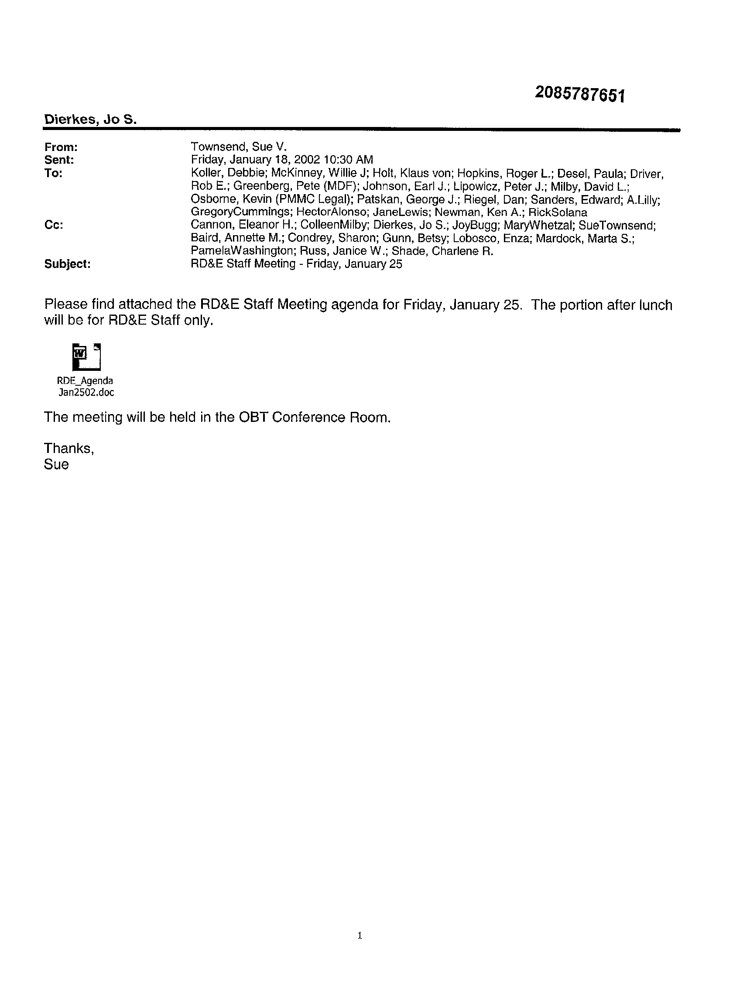 2085787651
Dierkes, Jo S.
From: Townsend, Sue V.
Sent: Friday, January 18, 2002 10:30 AM
To: Koller, Debbie; McKinney, Willie J; Holt, Klaus von; Hopkins, Roger L.; Desel, Paula; Driver,
Rob E.; Greenberg, Pete (MDF); Johnson, Earl J.; Lipowicz, Peter J.; Milby, David L.;
Osborne, Kevin (PMMC Legal); Patskan, George J.; Riegel, Dan; Sanders, Edward; A.Lilly;
GregoryCummings; HectorAlonso; JaneLewis; Newman, Ken A.; RickSolana
Cc: Cannon, Eleanor H.; ColleenMilby; Dierkes, Jo S.; JoyBugg; MaryWhetzal; SueTownsend;
Baird, Annette M.; Condrey, Sharon; Gunn, Betsy; Lobosco, Enza; Mardock, Marta S.;
PamelaWashington; Russ, Janice W.; Shade, Charlene R.
Subject: RD&E Staff Meeting - Friday, January 25
Please find attached the RD&E Staff Meeting agenda for Friday, January 25. The portion after lunch
will be for RD&E Staff only.
W
RDE_Agenda
Jan2502.doc
The meeting will be held in the OBT Conference Room.
Thanks,
Sue
1